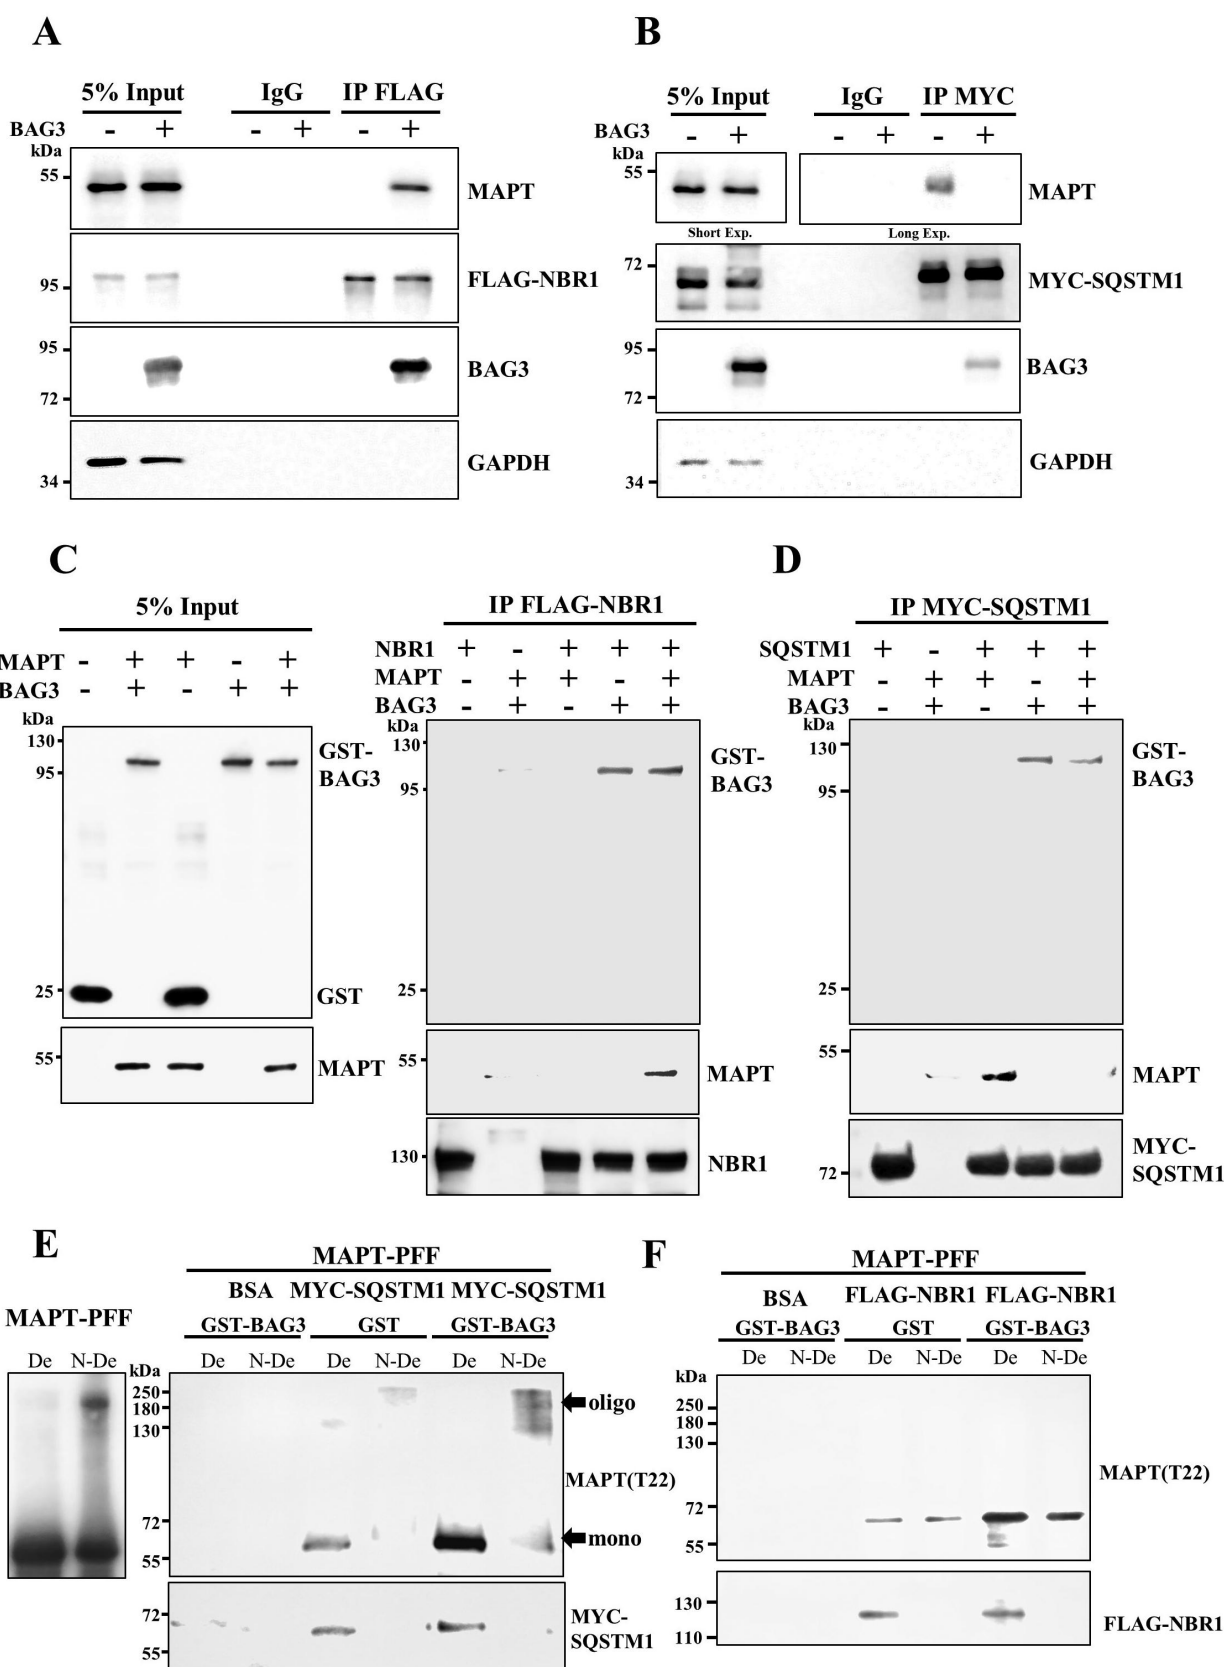 A
5% Input IgG IP FLAG
BAG3 - + - + - +
kDa
55 MAPT
95 FLAG-NBR1
95
72 BAG3
34 GAPDH
B
5% Input IgG IP MYC
BAG3 - + - + - +
kDa
55 MAPT
Short Exp. Long Exp.
72 MYC-SQSTM1
95
72 BAG3
34 GAPDH
C
5% Input
MAPT - + + - +
BAG3 - + - + +
kDa
130
95
GST-
BAG3
25 GST
55 MAPT
IP FLAG-NBR1
NBR1 + - + + +
MAPT - + + - +
BAG3 - + - + +
kDa
130
95
GST-
BAG3
25
55 MAPT
130 NBR1
D
IP MYC-SQSTM1
SQSTM1 + - + + +
MAPT - + + - +
BAG3 - + - + +
kDa
130
95
GST-
BAG3
25
55 MAPT
72
MYC-
SQSTM1
E
MAPT-PFF
De N-De
MAPT-PFF
BSA MYC-SQSTM1 MYC-SQSTM1
GST-BAG3 GST GST-BAG3
De N-De De N-De De N-De
kDa
250
180
130
oligo
MAPT(T22)
72
mono
55
72
55
MYC-
SQSTM1
F
MAPT-PFF
BSA FLAG-NBR1 FLAG-NBR1
GST-BAG3 GST GST-BAG3
De N-De De N-De De N-De
kDa
250
180
130
MAPT(T22)
72
55
130
110
FLAG-NBR1